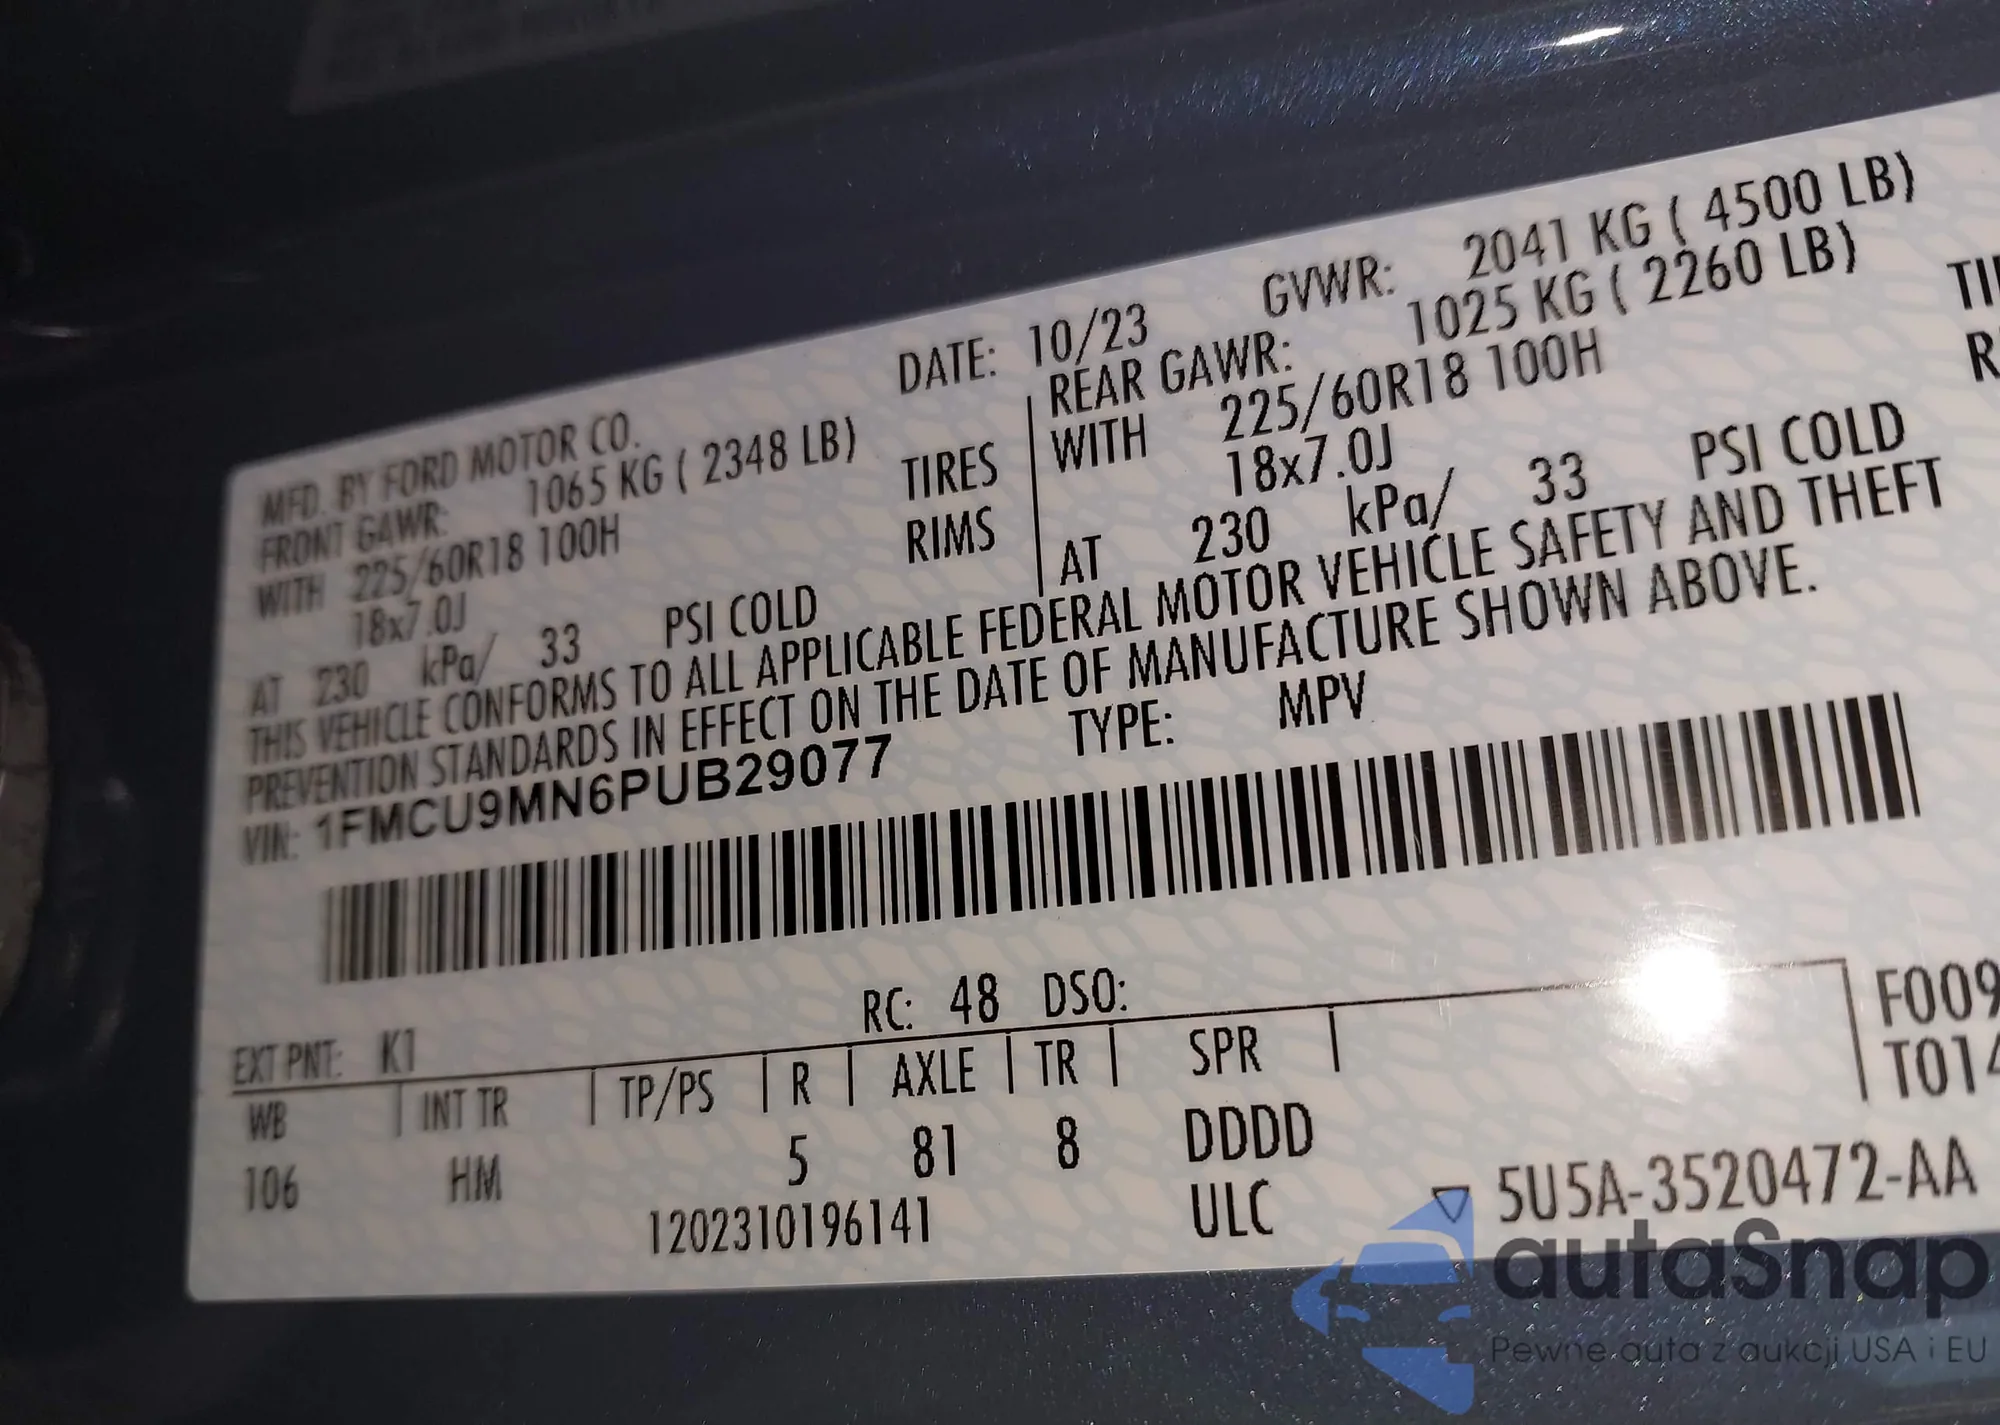 MFD. BY FORD MOTOR CO. DATE: 10/23 GVWR: 2041 KG ( 4500 LB)
FRONT GAWR: 1065 KG ( 2348 LB) REAR GAWR: 1025 KG ( 2260 LB)
WITH 225/60R18 100H TIRES WITH 225/60R18 100H
18x7.0J RIMS 18x7.0J
AT 230 kPa/ 33 PSI COLD AT 230 kPa/ 33 PSI COLD
THIS VEHICLE CONFORMS TO ALL APPLICABLE FEDERAL MOTOR VEHICLE SAFETY AND THEFT
PREVENTION STANDARDS IN EFFECT ON THE DATE OF MANUFACTURE SHOWN ABOVE.
VIN: 1FMCU9MN6PUB29077 TYPE: MPV
EXT PNT: K1 RC: 48 DSO:
WB | INT TR | TP/PS | R | AXLE | TR | SPR | F009
T014
106 HM 5 81 8 DDDD
1202310196141 ULC ▽ 5U5A-3520472-AA
autoSnap
Pewne auta z aukcji USA i EU